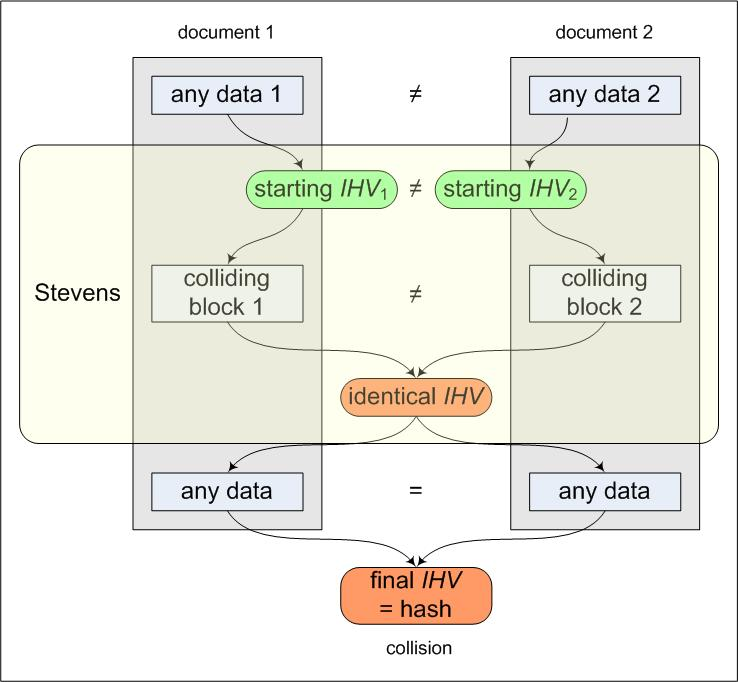 document 1
document 2
any data 1
≠
any data 2
starting IHV₁
≠
starting IHV₂
Stevens
colliding
block 1
≠
colliding
block 2
identical IHV
any data
=
any data
final IHV
= hash
collision